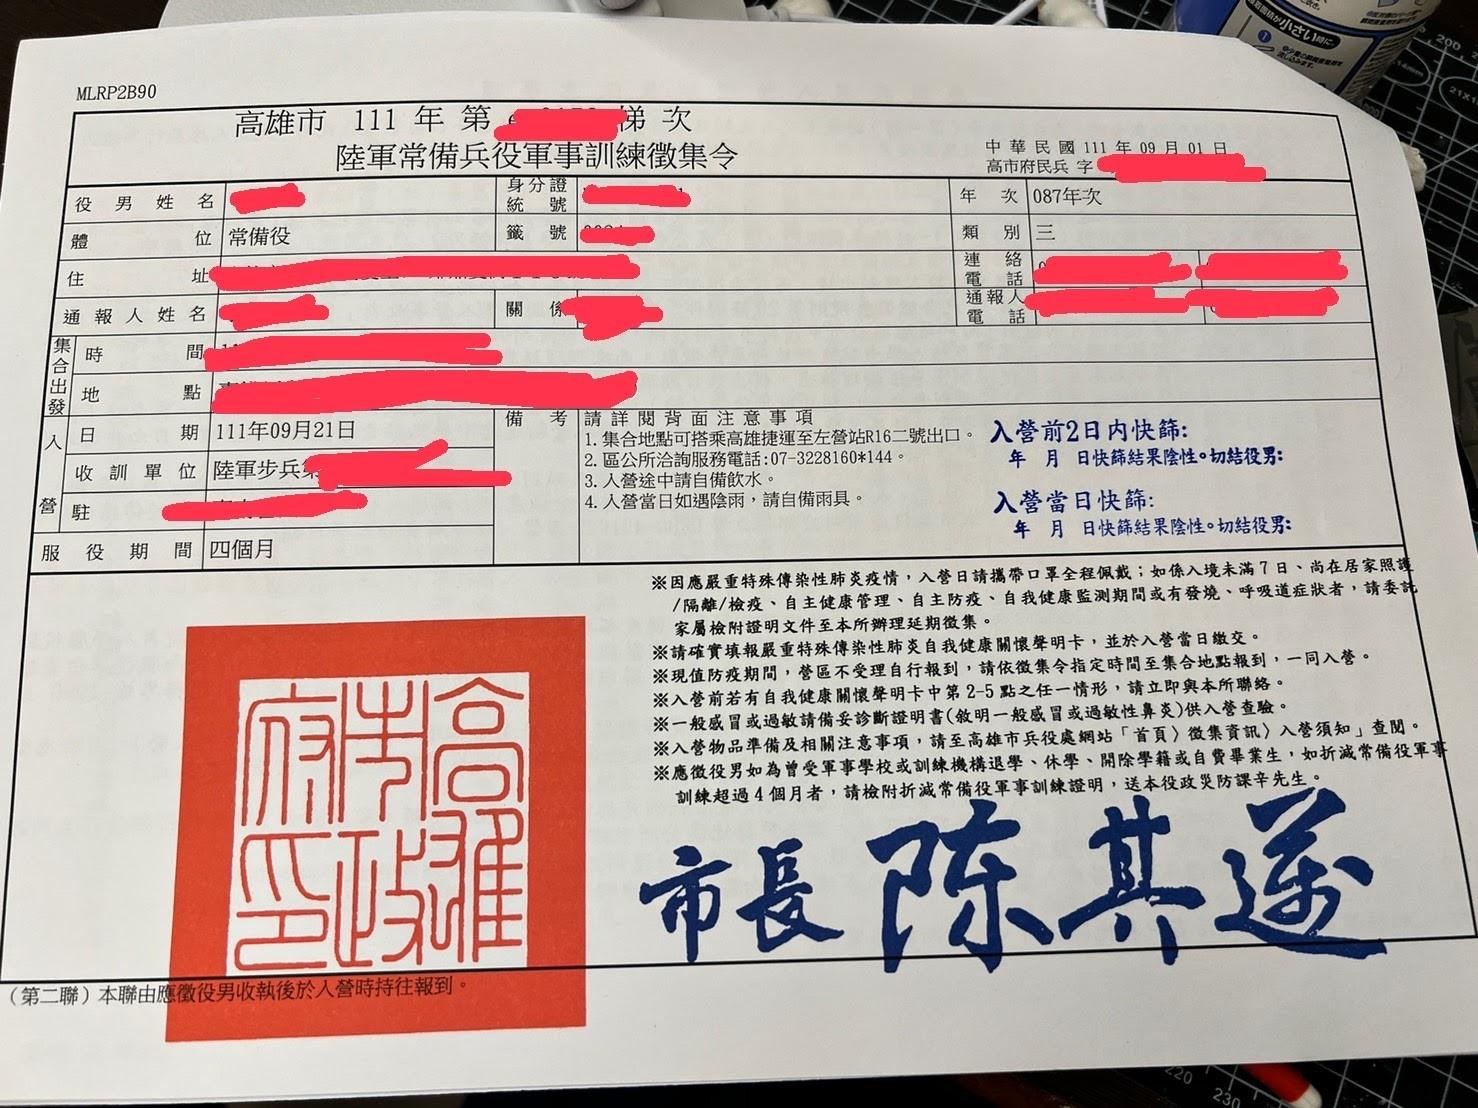 MLRP2B90
高雄市 111 年 第 梯 次
陸軍常備兵役軍事訓練徵集令
中華民國 111 年 09 月 01 日
高市府民兵 字
役男姓名
身分證統號
年次 087年次
體位 常備役
籤號
類別 三
住址
連絡電話
通報人姓名
關係
通報人電話
集合出發
時間
地點
入營
日期 111年09月21日
收訓單位 陸軍步兵第
駐
服役期間 四個月
備考
請詳閱背面注意事項
1. 集合地點可搭乘高雄捷運至左營站R16二號出口。
2. 區公所洽詢服務電話:07-3228160*144。
3. 入營途中請自備飲水。
4. 入營當日如遇陰雨，請自備雨具。
入營前2日內快篩:
年 月 日快篩結果陰性。切結役男:
入營當日快篩:
年 月 日快篩結果陰性。切結役男:
※因應嚴重特殊傳染性肺炎疫情，入營日請攜帶口罩全程佩戴；如係入境未滿7日、尚在居家照護
/隔離/檢疫、自主健康管理、自主防疫、自我健康監測期間或有發燒、呼吸道症狀者，請委託
家屬檢附證明文件至本所辦理延期徵集。
※請確實填報嚴重特殊傳染性肺炎自我健康關懷聲明卡，並於入營當日繳交。
※現值防疫期間，營區不受理自行報到，請依徵集令指定時間至集合地點報到，一同入營。
※入營前若有自我健康關懷聲明卡中第2-5點之任一情形，請立即與本所聯絡。
※一般感冒或過敏請備妥診斷證明書(敘明一般感冒或過敏性鼻炎)供入營查驗。
※入營物品準備及相關注意事項，請至高雄市兵役處網站「首頁〉徵集資訊〉入營須知」查閱。
※應徵役男如為曾受軍事學校或訓練機構退學、休學、開除學籍或自費畢業生，如折減常備役軍事
訓練超過4個月者，請檢附折減常備役軍事訓練證明，送本役政災防課辛先生。
高雄市政府印
市長 陳其邁
（第二聯）本聯由應徵役男收執後於入營時持往報到。
小さい時に
200
220
230